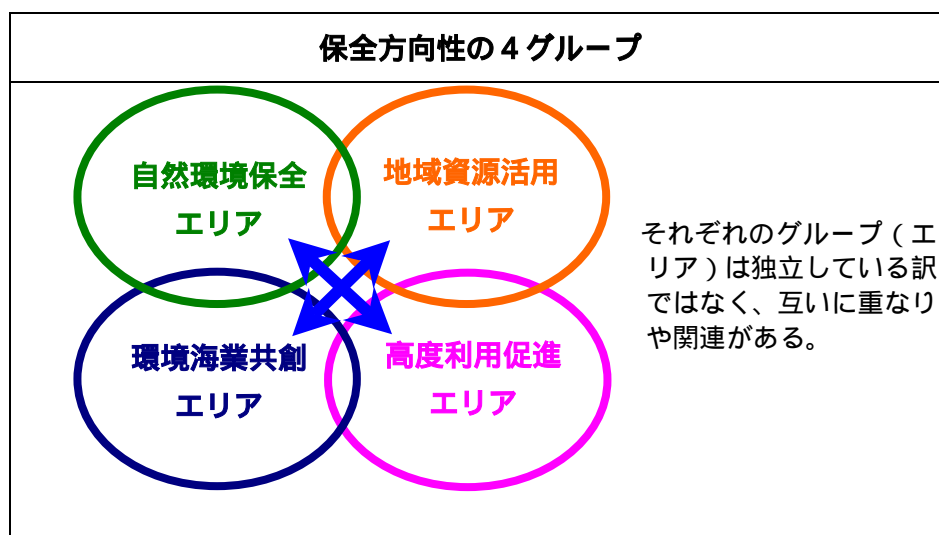 保全方向性の４グループ
自然環境保全
エリア
地域資源活用
エリア
環境海業共創
エリア
高度利用促進
エリア
それぞれのグループ（エ
リア）は独立している訳
ではなく、互いに重なり
や関連がある。